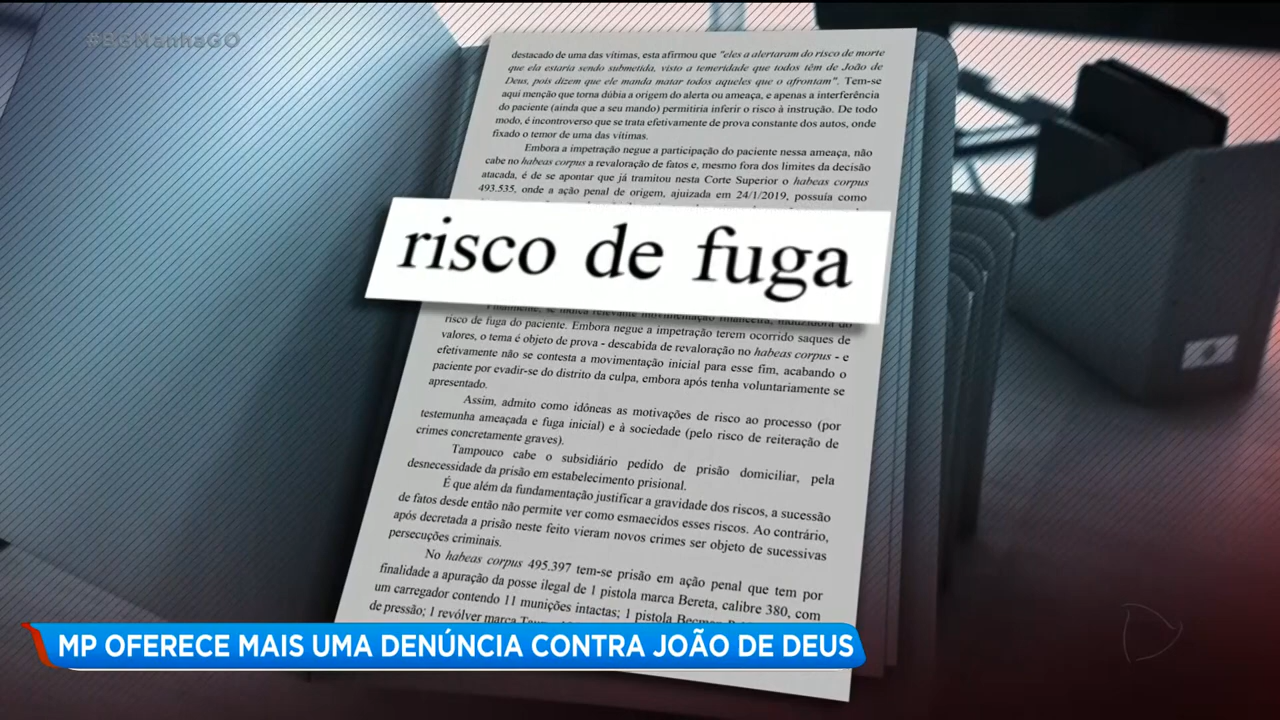 #BGManhãGO
destacado de uma das vítimas, esta afirmou que "eles a alertaram do risco de morte
que ela estaria sendo submetida, visto a temeridade que todos têm de João de
Deus, pois dizem que ele manda matar todos aqueles que o afrontam". Tem-se
aqui menção que torna dúbia a origem do alerta ou ameaça, e apenas a interferência
do paciente (ainda que a seu mando) permitiria inferir o risco à instrução. De todo
modo, é incontroverso que se trata efetivamente de prova constante dos autos, onde
fixado o temor de uma das vítimas.
Embora a impetração negue a participação do paciente nessa ameaça, não
cabe no habeas corpus a revaloração de fatos e, mesmo fora dos limites da decisão
atacada, é de se apontar que já tramitou nesta Corte Superior o habeas corpus
493.535, onde a ação penal de origem, ajuizada em 24/1/2019, possuía como
risco de fuga
Finalmente, se indica relevante movimentação financeira, induzidora do
risco de fuga do paciente. Embora negue a impetração terem ocorrido saques de
valores, o tema é objeto de prova - descabida de revaloração no habeas corpus - e
efetivamente não se contesta a movimentação inicial para esse fim, acabando o
paciente por evadir-se do distrito da culpa, embora após tenha voluntariamente se
apresentado.
Assim, admito como idôneas as motivações de risco ao processo (por
testemunha ameaçada e fuga inicial) e à sociedade (pelo risco de reiteração de
crimes concretamente graves).
Tampouco cabe o subsidiário pedido de prisão domiciliar, pela
desnecessidade da prisão em estabelecimento prisional.
É que além da fundamentação justificar a gravidade dos riscos, a sucessão
de fatos desde então não permite ver como esmaecidos esses riscos. Ao contrário,
após decretada a prisão neste feito vieram novos crimes ser objeto de sucessivas
persecuções criminais.
No habeas corpus 495.397 tem-se prisão em ação penal que tem por
finalidade a apuração da posse ilegal de 1 pistola marca Bereta, calibre 380, com
um carregador contendo 11 munições intactas; 1 pistola
de pressão; 1 revólver marca
MP OFERECE MAIS UMA DENÚNCIA CONTRA JOÃO DE DEUS